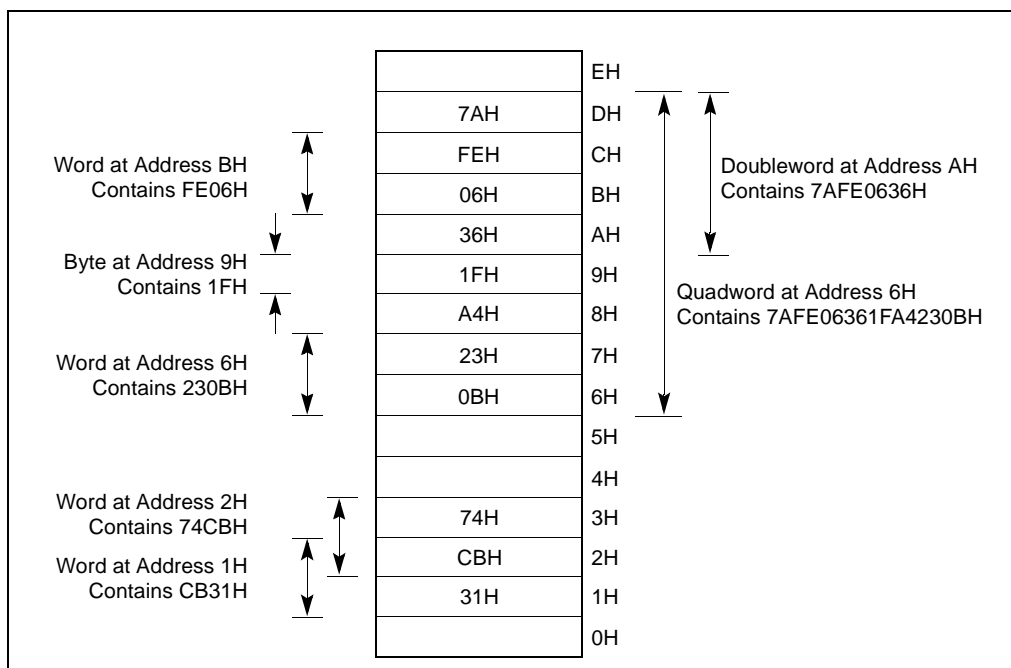 EH
7AH DH
Word at Address BH
Contains FE06H
FEH CH
06H BH
Doubleword at Address AH
Contains 7AFE0636H
36H AH
Byte at Address 9H
Contains 1FH
1FH 9H
Quadword at Address 6H
Contains 7AFE06361FA4230BH
A4H 8H
Word at Address 6H
Contains 230BH
23H 7H
0BH 6H
5H
4H
Word at Address 2H
Contains 74CBH
74H 3H
Word at Address 1H
Contains CB31H
CBH 2H
31H 1H
0H